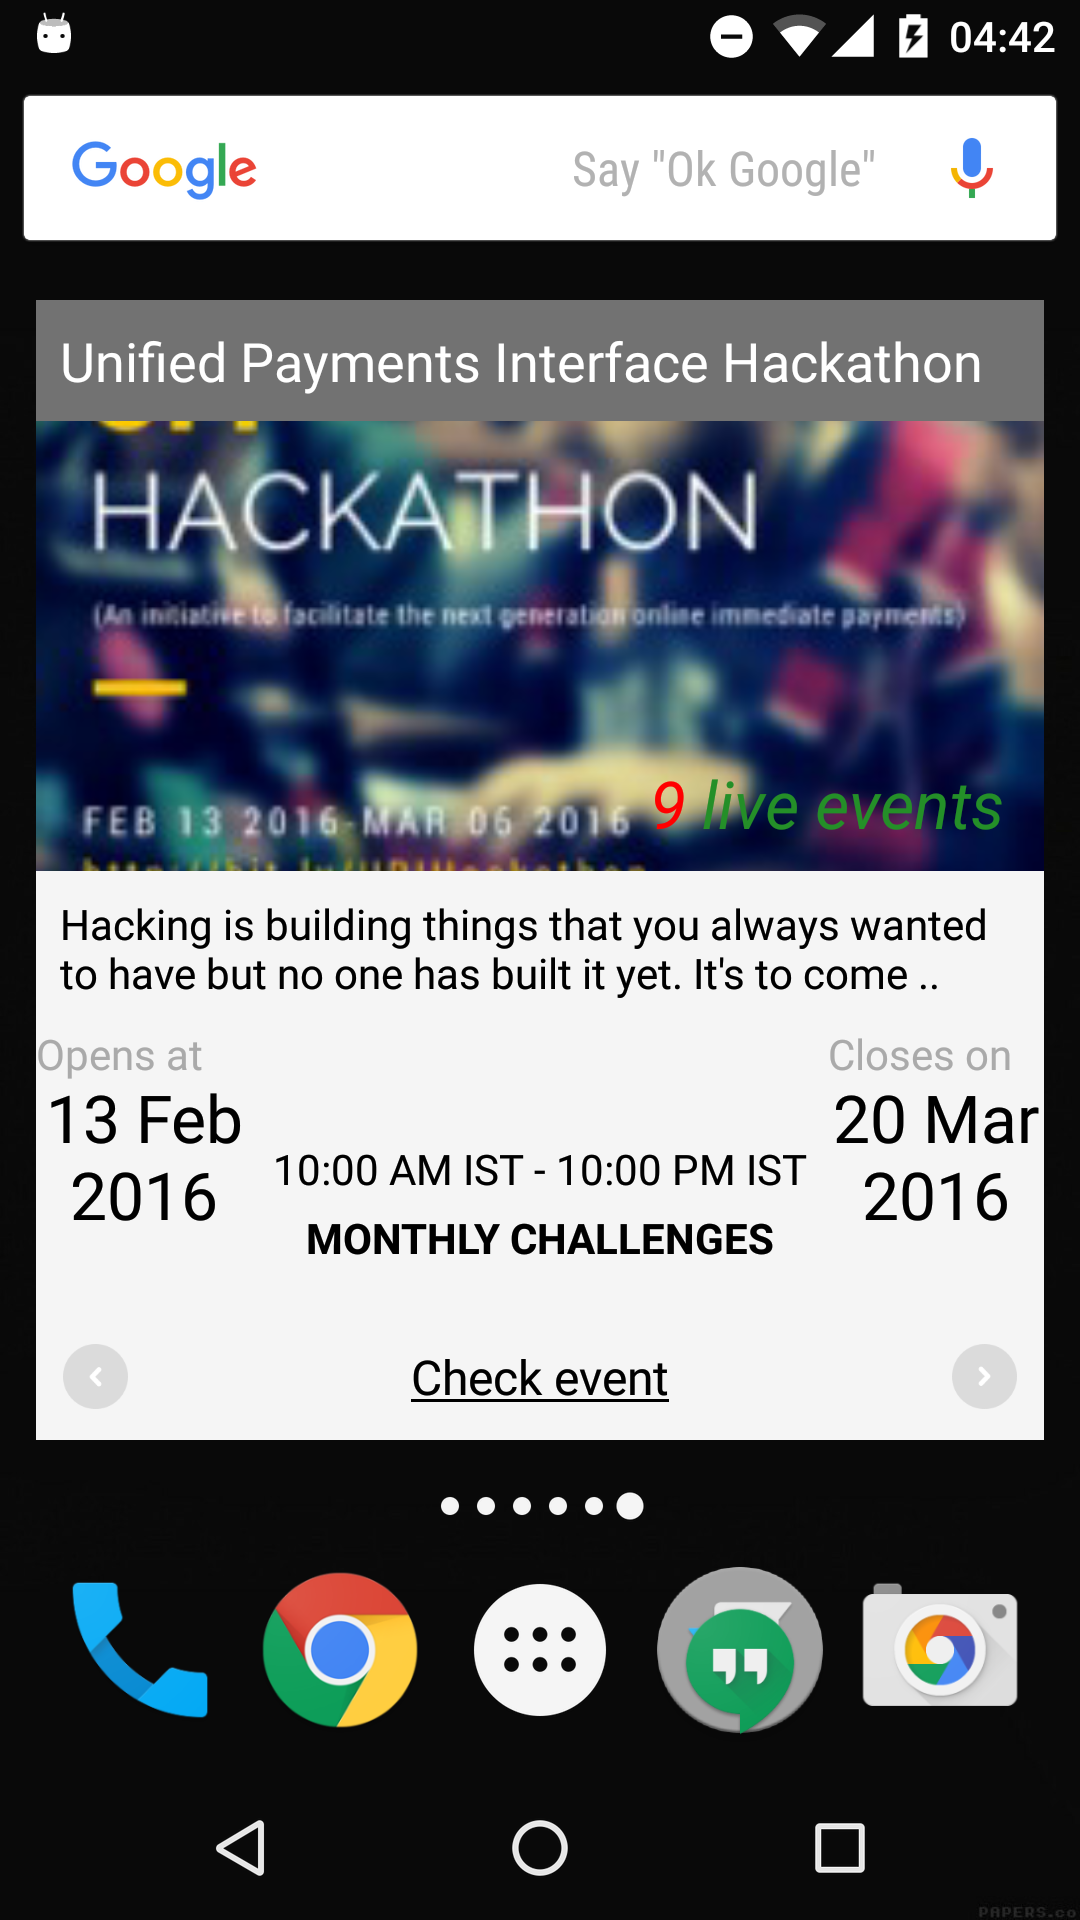 04:42
Google
Say "Ok Google"
Unified Payments Interface Hackathon
HACKATHON
(An initiative to facilitate the next generation online immediate payments)
FEB 13 2016-MAR 06 2016
9 live events
Hacking is building things that you always wanted
to have but no one has built it yet. It's to come ..
Opens at
Closes on
13 Feb
2016
20 Mar
2016
10:00 AM IST - 10:00 PM IST
MONTHLY CHALLENGES
Check event
PAPERS.co